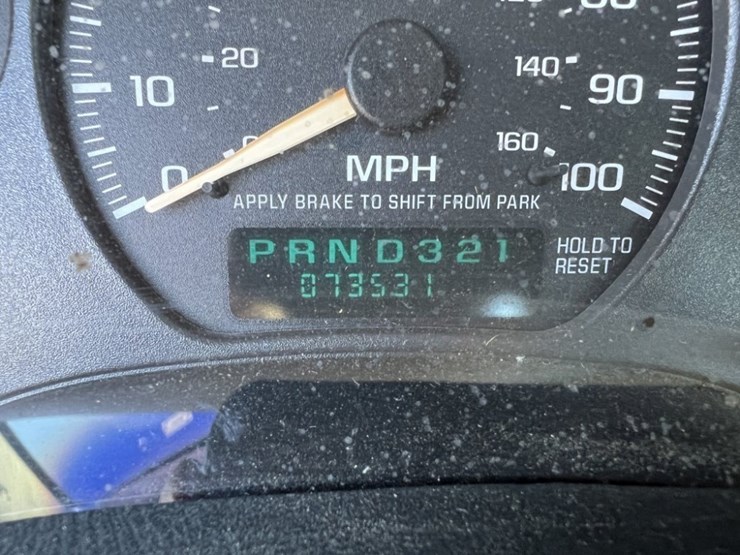 20
140
10
90
0
160
0
MPH
100
APPLY BRAKE TO SHIFT FROM PARK
PRND321
HOLD TO
RESET
073531